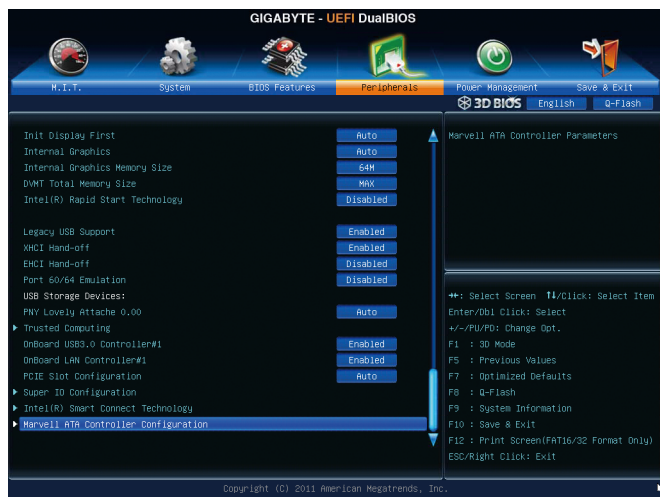 GIGABYTE - UEFI DualBIOS
M.I.T. System BIOS Features Peripherals Power Management Save & Exit
3D BIOS English Q-Flash
Init Display First Auto
Internal Graphics Auto
Internal Graphics Memory Size 64M
DVMT Total Memory Size MAX
Intel(R) Rapid Start Technology Disabled
Legacy USB Support Enabled
XHCI Hand-off Enabled
EHCI Hand-off Disabled
Port 60/64 Emulation Disabled
USB Storage Devices:
PNY Lovely Attache 0.00 Auto
Trusted Computing
OnBoard USB3.0 Controller#1 Enabled
OnBoard LAN Controller#1 Enabled
PCIE Slot Configuration Auto
Super IO Configuration
Intel(R) Smart Connect Technology
Marvell ATA Controller Configuration
Marvell ATA Controller Parameters
→←: Select Screen ↑↓/Click: Select Item
Enter/Dbl Click: Select
+/-/PU/PD: Change Opt.
F1 : 3D Mode
F5 : Previous Values
F7 : Optimized Defaults
F8 : Q-Flash
F9 : System Information
F10 : Save & Exit
F12 : Print Screen(FAT16/32 Format Only)
ESC/Right Click: Exit
Copyright (C) 2011 American Megatrends, Inc.